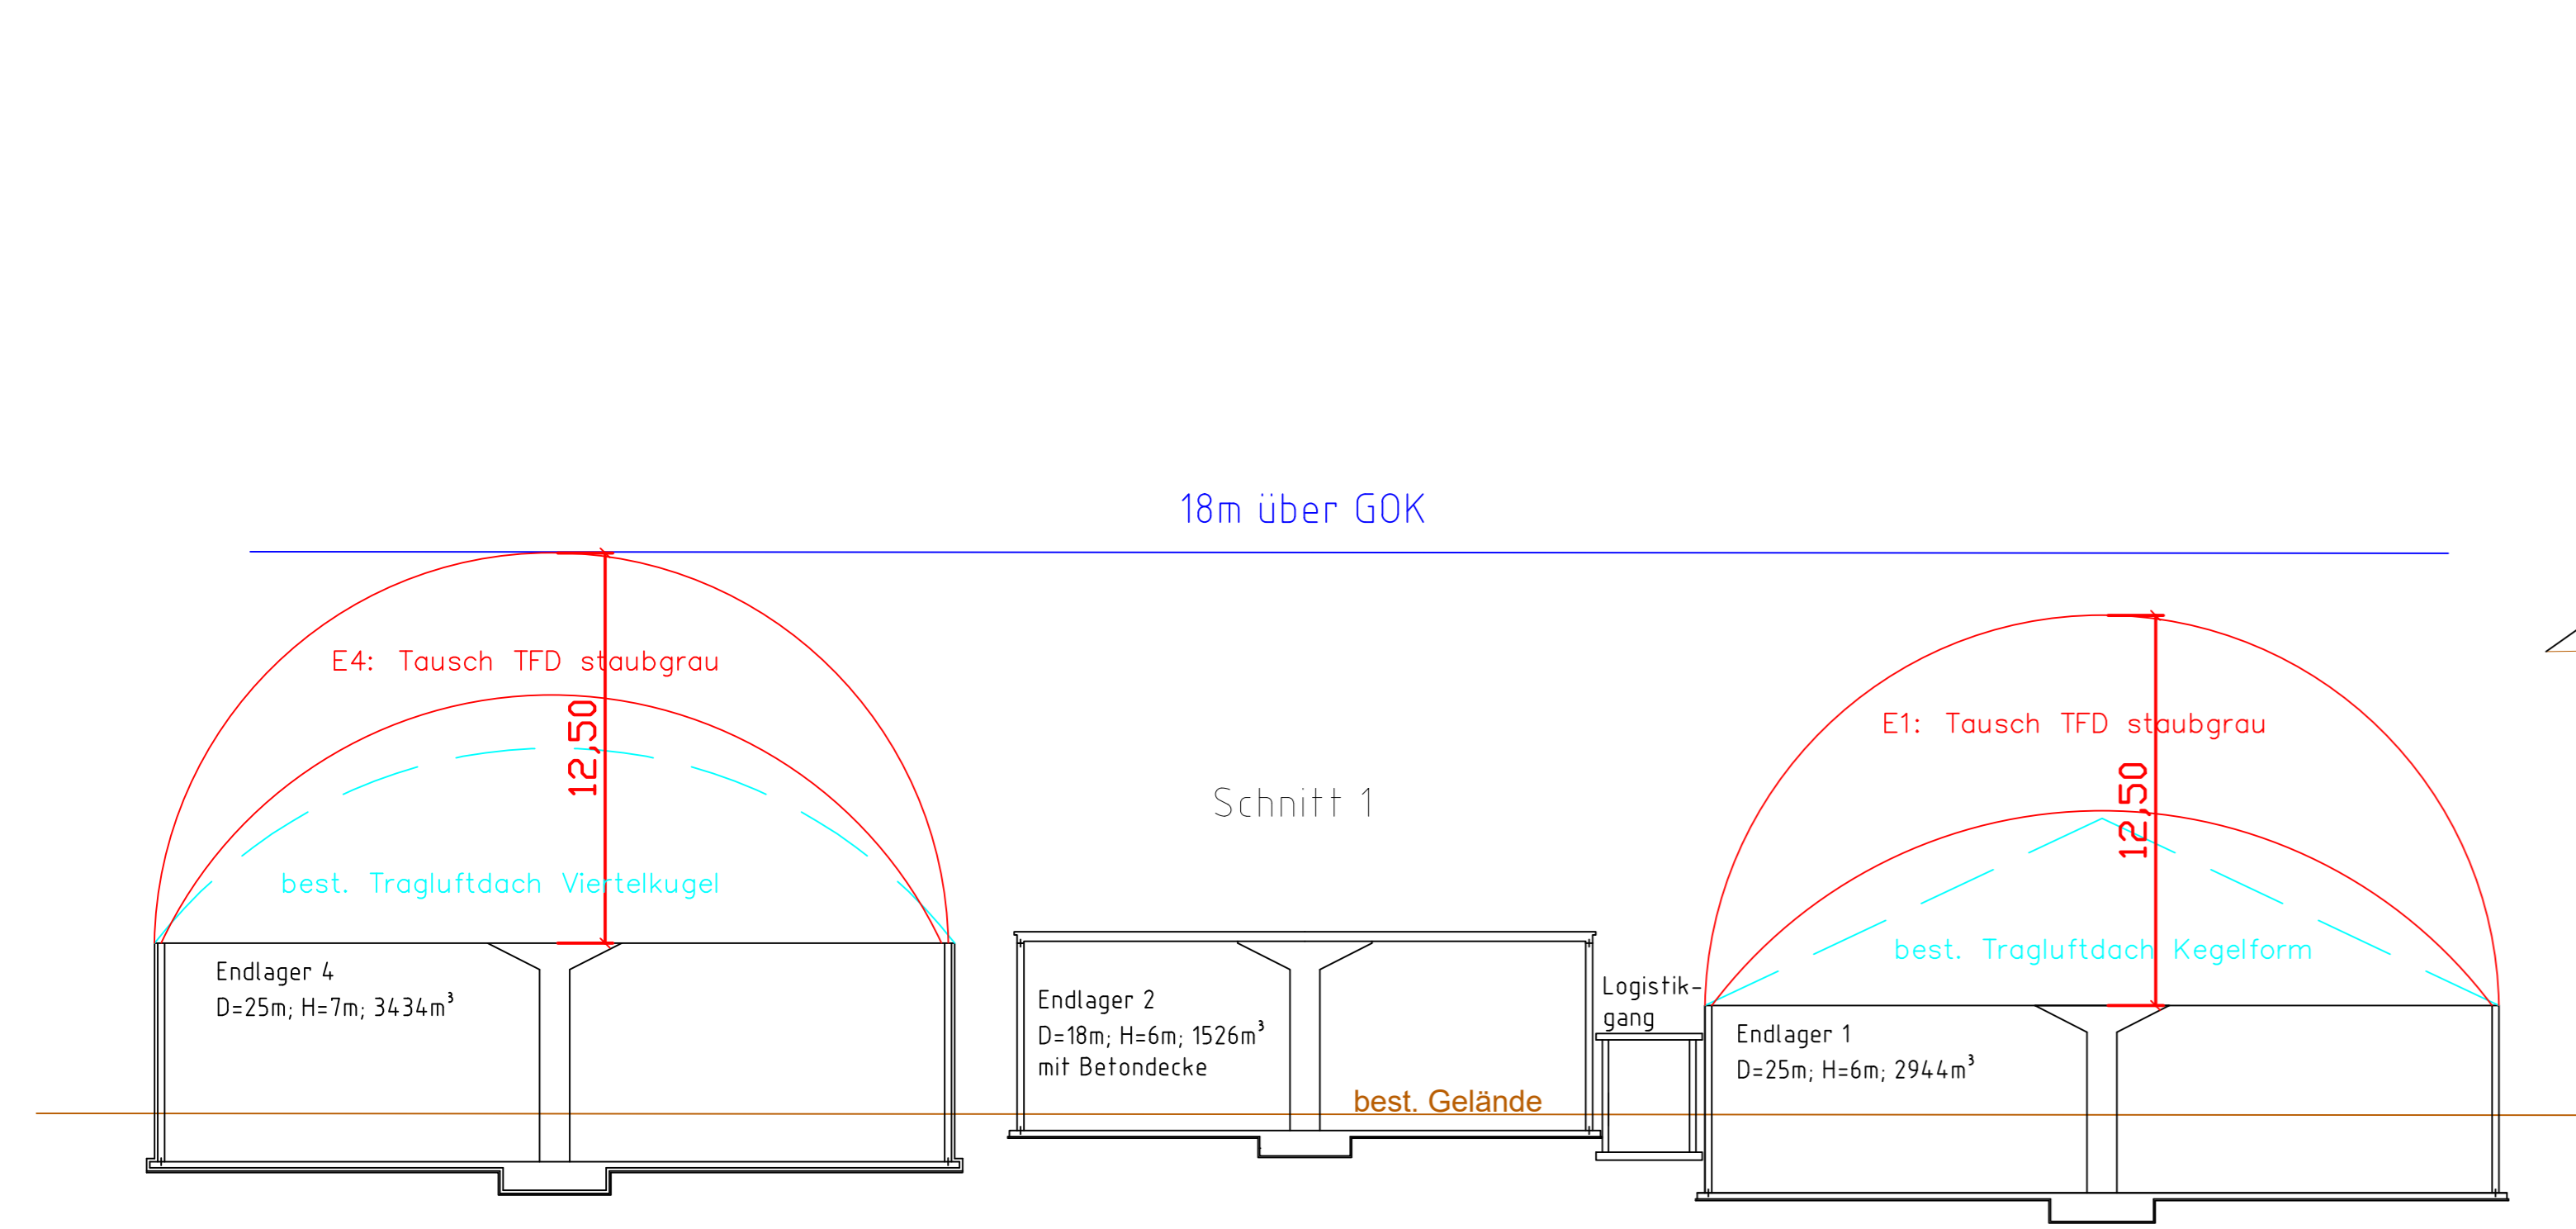 18m über GOK
E4: Tausch TFD staubgrau
12,50
best. Tragluftdach Viertelkugel
Endlager 4
D=25m; H=7m; 3434m³
Schnitt 1
Endlager 2
D=18m; H=6m; 1526m³
mit Betondecke
best. Gelände
Logistik-
gang
E1: Tausch TFD staubgrau
12,50
best. Tragluftdach Kegelform
Endlager 1
D=25m; H=6m; 2944m³